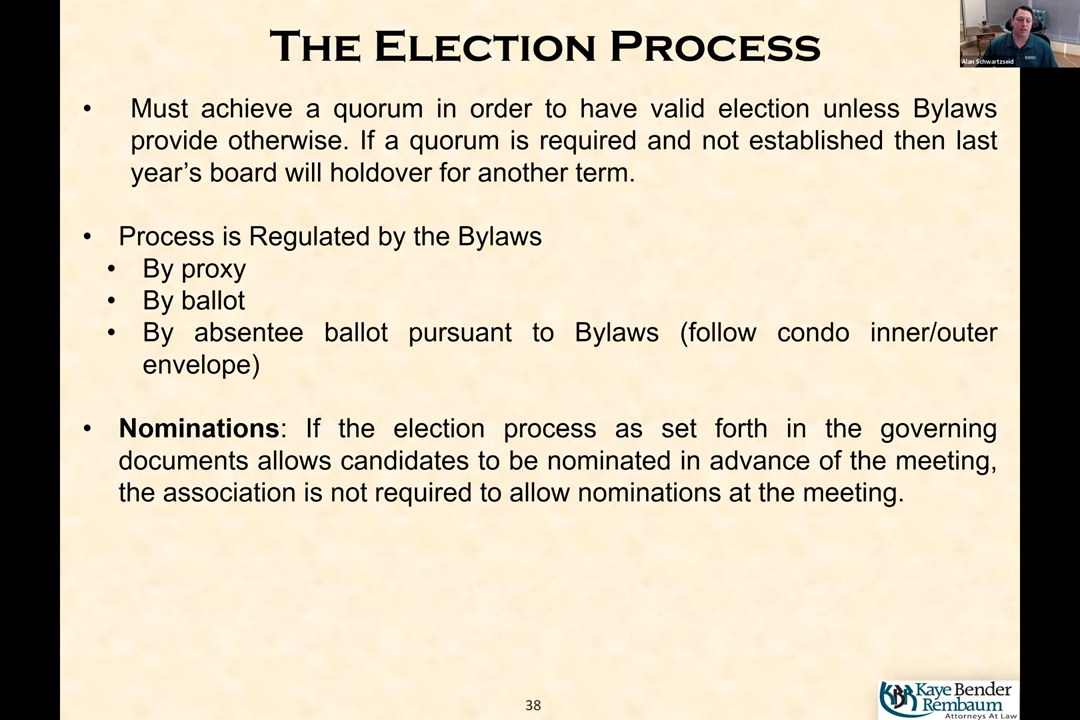 THE ELECTION PROCESS
Alan Schwartzseid
• Must achieve a quorum in order to have valid election unless Bylaws
provide otherwise. If a quorum is required and not established then last
year's board will holdover for another term.
• Process is Regulated by the Bylaws
• By proxy
• By ballot
• By absentee ballot pursuant to Bylaws (follow condo inner/outer
envelope)
• Nominations: If the election process as set forth in the governing
documents allows candidates to be nominated in advance of the meeting,
the association is not required to allow nominations at the meeting.
38
KBR Kaye Bender
Rembaum
Attorneys At Law